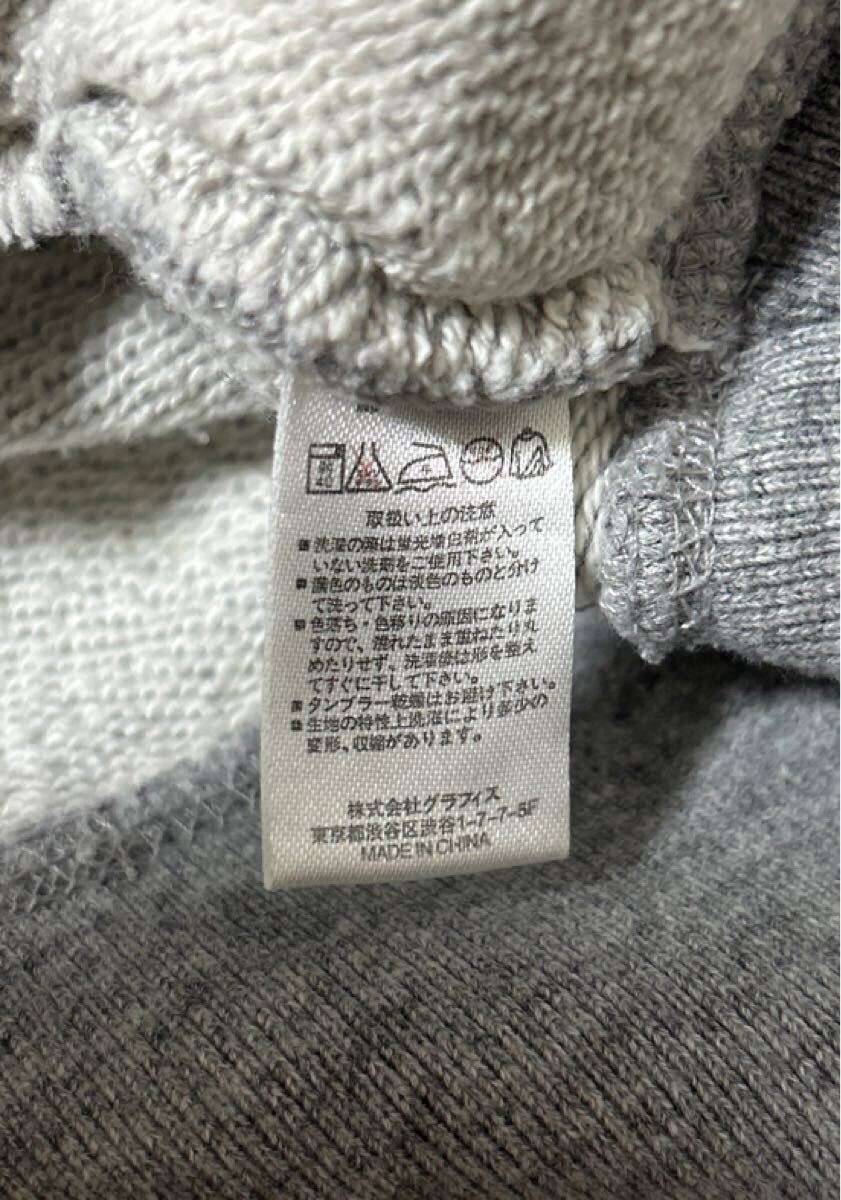 取扱い上の注意
洗濯の際は蛍光増白剤が入って
いない洗剤をご使用下さい。
濃色のものは淡色のものと分け
て洗って下さい。
色落ち・色移りの原因になりま
すので、濡れたまま重ねたり丸
めたりせず、洗濯後は形を整え
てすぐに干して下さい。
タンブラー乾燥はお避け下さい。
生地の特性上洗濯により多少の
変形、収縮があります。
株式会社グラフィズ
東京都渋谷区渋谷1-7-7-5F
MADE IN CHINA